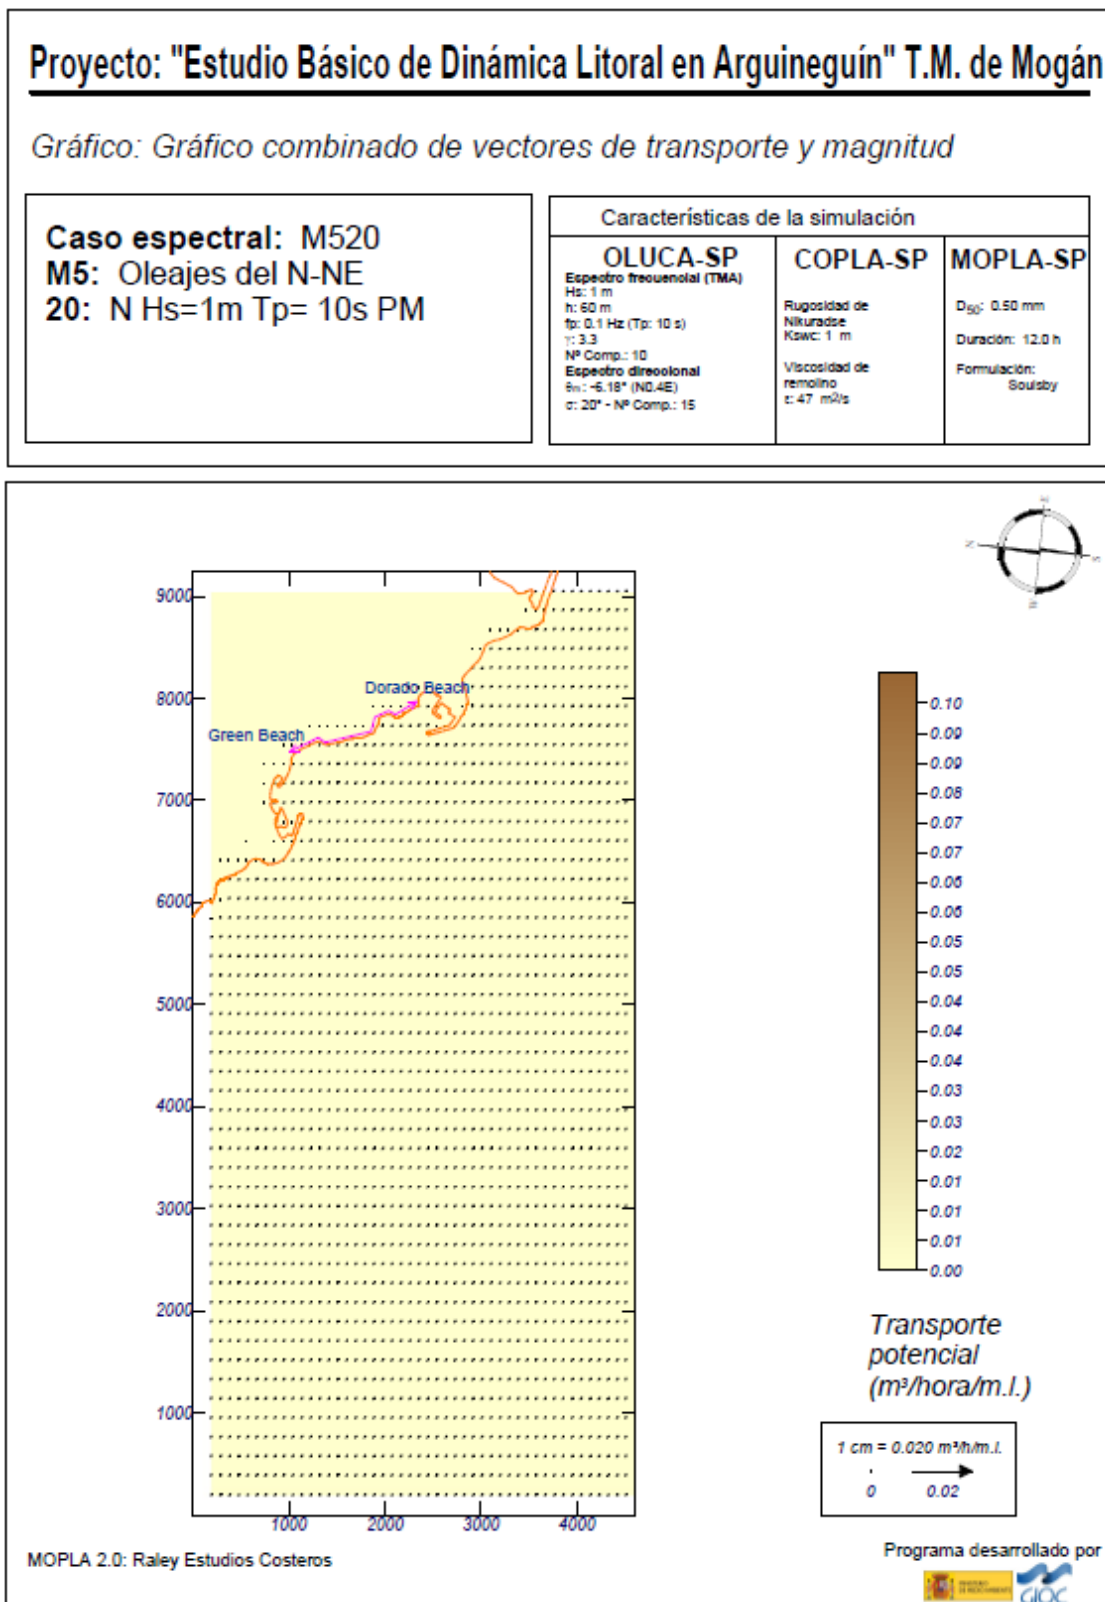 Proyecto: "Estudio Básico de Dinámica Litoral en Arguineguín" T.M. de Mogán
Gráfico: Gráfico combinado de vectores de transporte y magnitud
Caso espectral: M520
M5: Oleajes del N-NE
20: N Hs=1m Tp= 10s PM
Características de la simulación
OLUCA-SP
Espectro frecuencial (TMA)
Hs: 1 m
h: 60 m
fp: 0.1 Hz (Tp: 10 s)
γ: 3.3
Nº Comp.: 10
Espectro direccional
θm: -6.18° (N0.4E)
σ: 20° - Nº Comp.: 15
COPLA-SP
Rugosidad de
Nikuradse
Kswc: 1 m
Viscosidad de
remolino
ε: 47 m²/s
MOPLA-SP
D50: 0.50 mm
Duración: 12.0 h
Formulación:
Soulsby
N
S
9000
8000
7000
6000
5000
4000
3000
2000
1000
1000 2000 3000 4000
Dorado Beach
Green Beach
0.10
0.09
0.09
0.08
0.07
0.07
0.06
0.06
0.05
0.05
0.04
0.04
0.04
0.03
0.03
0.02
0.01
0.01
0.01
0.00
Transporte
potencial
(m³/hora/m.l.)
1 cm = 0.020 m³/h/m.l.
0 0.02
MOPLA 2.0: Raley Estudios Costeros
Programa desarrollado por
GIOC